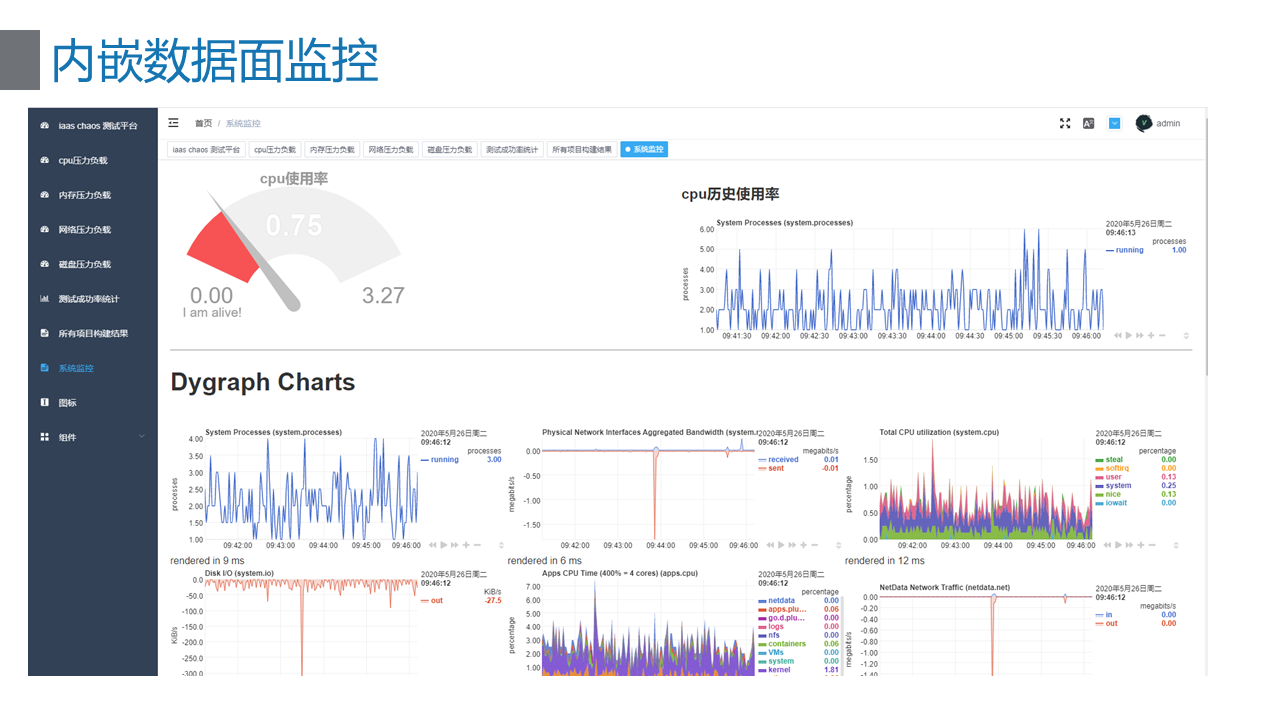 内嵌数据面监控
iaas chaos 测试平台
cpu压力负载
内存压力负载
网络压力负载
磁盘压力负载
测试成功率统计
所有项目构建结果
系统监控
图标
组件
首页 / 系统监控
admin
iaas chaos 测试平台 cpu压力负载 内存压力负载 网络压力负载 磁盘压力负载 测试成功率统计 所有项目构建结果 系统监控
cpu使用率
0.75
0.00 3.27
I am alive!
cpu历史使用率
System Processes (system.processes)
2020年5月26日周二
09:46:13
processes
running 1.00
processes
6.00
5.00
4.00
3.00
2.00
1.00
09:41:30 09:42:00 09:42:30 09:43:00 09:43:30 09:44:00 09:44:30 09:45:00 09:45:30 09:46:00
Dygraph Charts
System Processes (system.processes)
2020年5月26日周二
09:46:12
processes
running 3.00
processes
4.00
3.50
3.00
2.50
2.00
1.50
1.00
09:42:00 09:43:00 09:44:00 09:45:00 09:46:00
rendered in 9 ms
Physical Network Interfaces Aggregated Bandwidth (system.
2020年5月26日周二
09:46:12
megabits/s
received 0.01
sent -0.01
megabits/s
0.00
-0.50
-1.00
-1.50
09:42:00 09:43:00 09:44:00 09:45:00 09:46:00
rendered in 6 ms
Total CPU utilization (system.cpu)
2020年5月26日周二
09:46:12
percentage
steal 0.00
softirq 0.00
user 0.13
system 0.25
nice 0.13
iowait 0.00
percentage
1.50
1.00
0.50
0.00
09:42:00 09:43:00 09:44:00 09:45:00 09:46:00
rendered in 12 ms
Disk I/O (system.io)
2020年5月26日周二
09:46:12
KiB/s
out -27.5
KiB/s
0.0
-50.0
-100.0
-150.0
-200.0
-250.0
-300.0
Apps CPU Time (400% = 4 cores) (apps.cpu)
2020年5月26日周二
09:46:12
percentage
netdata 0.00
apps.plu... 0.06
go.d.plu... 0.00
logs 0.00
nfs 0.00
containers 0.06
VMs 0.00
system 0.00
kernel 1.81
percentage
7.00
6.00
5.00
4.00
3.00
2.00
1.00
NetData Network Traffic (netdata.net)
2020年5月26日周二
09:46:12
megabits/s
in 0.00
out 0.00
megabits/s
0.00
-0.20
-0.40
-0.60
-0.80
-1.00
-1.20
-1.40